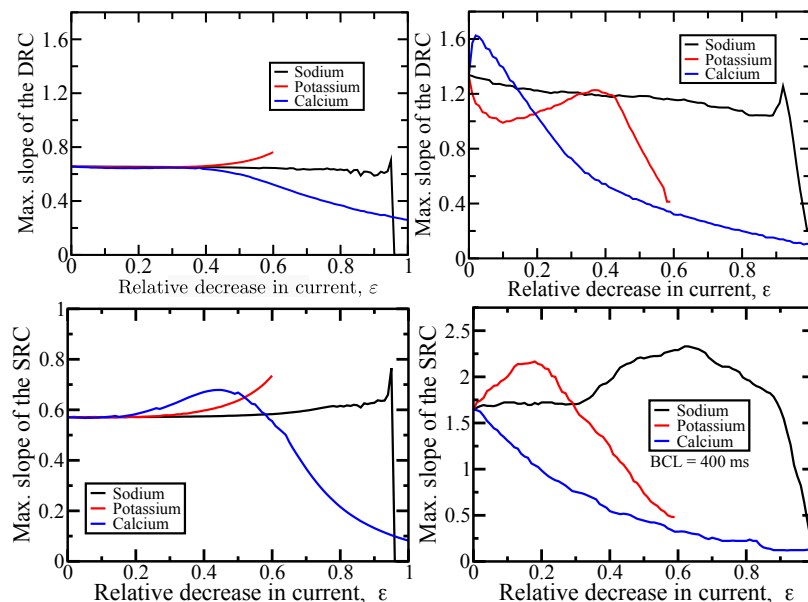 Max. slope of the DRC
1.6
1.2
0.8
0.4
0
Sodium
Potassium
Calcium
0 0.2 0.4 0.6 0.8 1
Relative decrease in current, ε
Max. slope of the DRC
1.6
1.2
0.8
0.4
0
Sodium
Potassium
Calcium
0 0.2 0.4 0.6 0.8 1
Relative decrease in current, ε
Max. slope of the SRC
1
0.8
0.6
0.4
0.2
0
Sodium
Potassium
Calcium
0 0.2 0.4 0.6 0.8 1
Relative decrease in current, ε
Max. slope of the SRC
2.5
2
1.5
1
0.5
0
Sodium
Potassium
Calcium
BCL = 400 ms
0 0.2 0.4 0.6 0.8 1
Relative decrease in current, ε